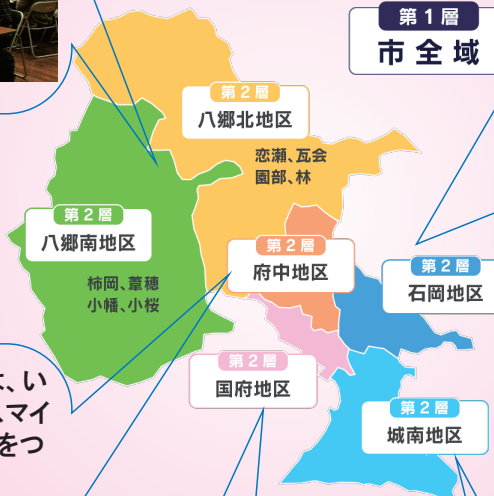 第1層
市全域
第2層
八郷北地区
恋瀬、瓦会
園部、林
第2層
八郷南地区
柿岡、葦穂
小幡、小桜
第2層
府中地区
第2層
石岡地区
第2層
国府地区
第2層
城南地区
、い
スマイ
をつ